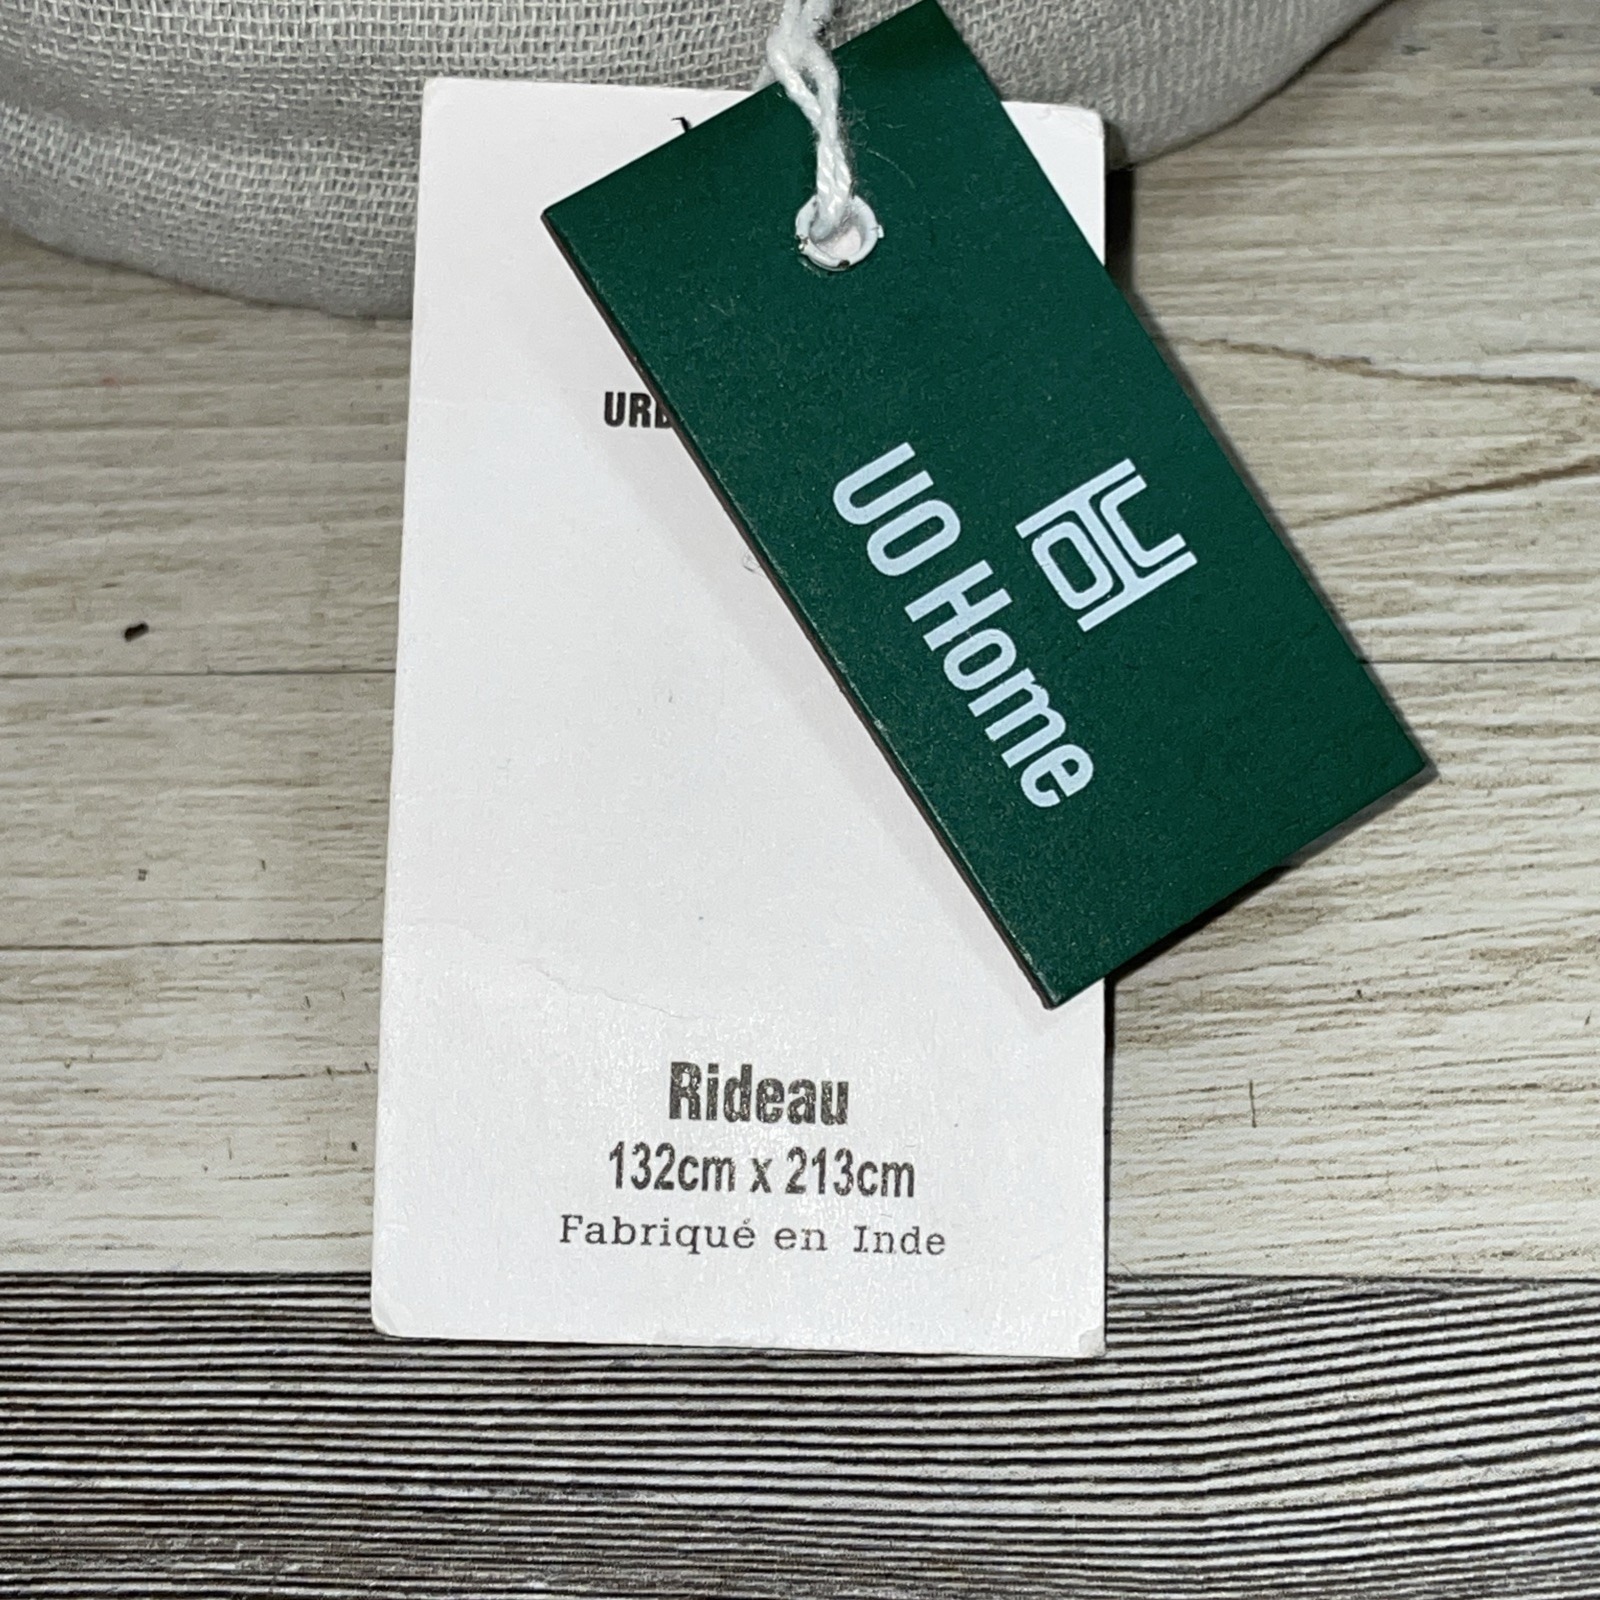 UO Home
Rideau
132cm x 213cm
Fabriqué en Inde